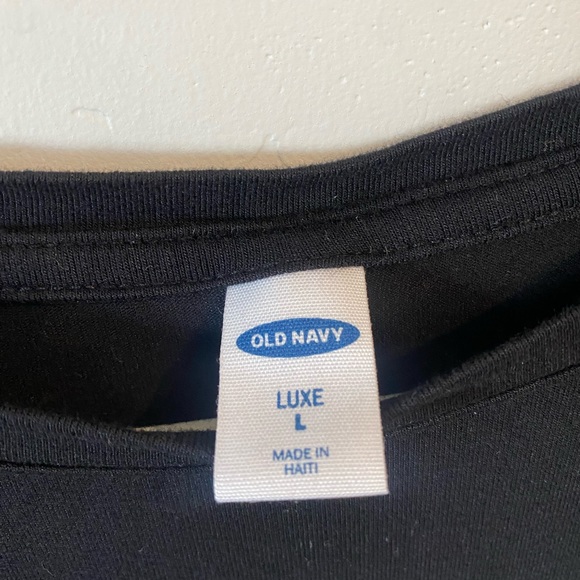 OLD NAVY
LUXE
L
MADE IN
HAITI